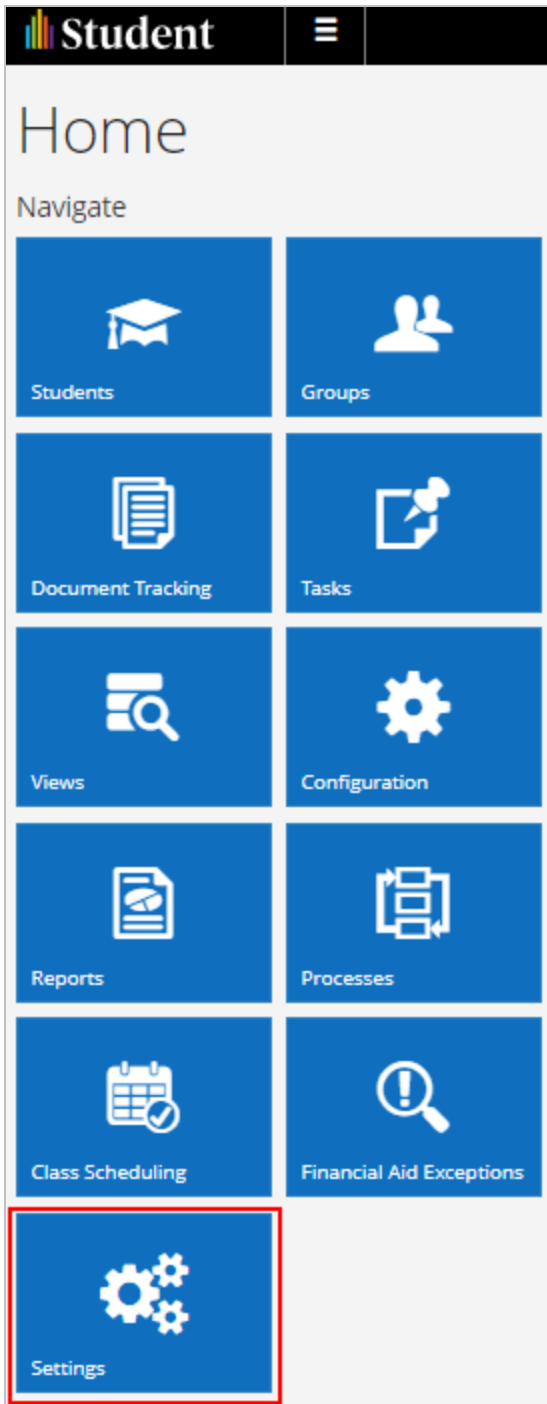 Student
Home
Navigate
Students
Groups
Document Tracking
Tasks
Views
Configuration
Reports
Processes
Class Scheduling
Financial Aid Exceptions
Settings